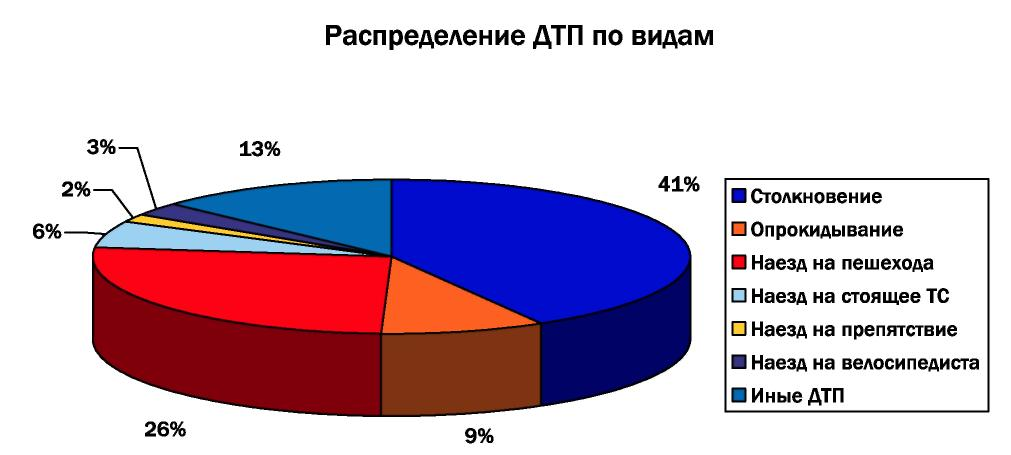 Распределение ДТП по видам
3%
13%
2%
41%
6%
26%
9%
Столкновение
Опрокидывание
Наезд на пешехода
Наезд на стоящее ТС
Наезд на препятствие
Наезд на велосипедиста
Иные ДТП